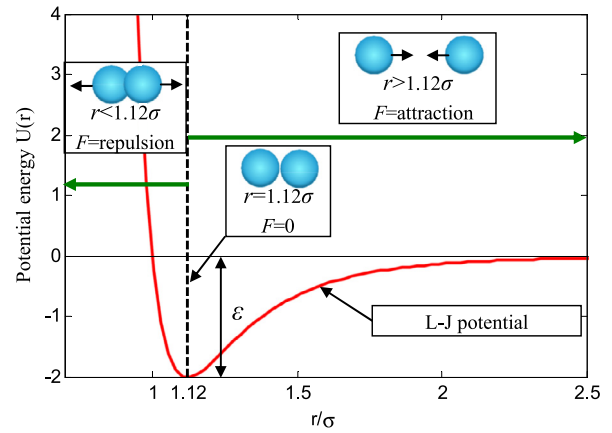 4
3
2
1
0
-1
-2
Potential energy U(r)
r<1.12σ
F=repulsion
r>1.12σ
F=attraction
r=1.12σ
F=0
ε
L-J potential
1
1.12
1.5
2
2.5
r/σ